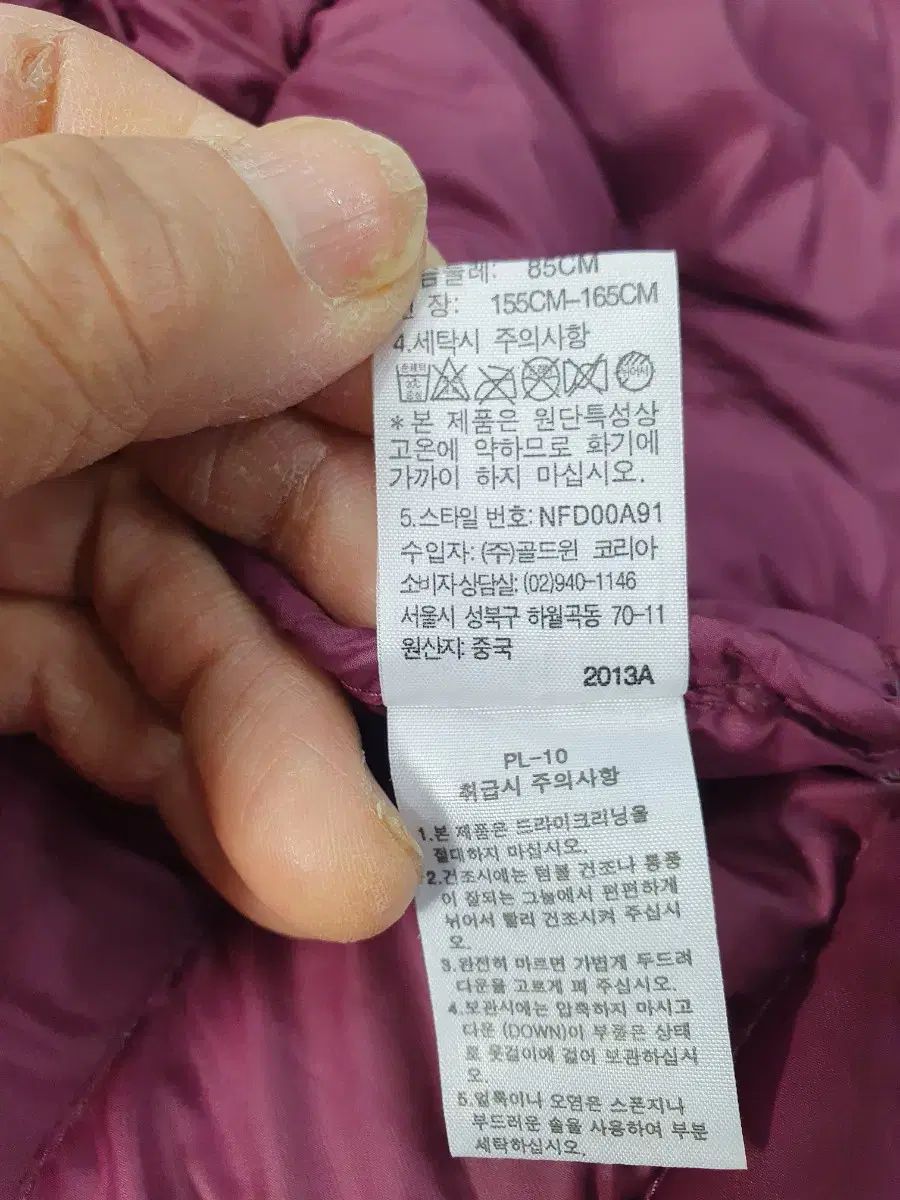 85CM
장: 155CM-165CM
4.세탁시 주의사항
*본 제품은 원단특성상
고온에 약하므로 화기에
가까이 하지 마십시오.
5.스타일 번호: NFD00A91
수입자: (주)골드윈 코리아
소비자상담실. (02)940-1146
서울시 성북구 하월곡동 70-11
원산지: 중국
2013A
PL-10
취급시 주의사항
1.본 제품은 드라이크리닝을
절대하지 마십시오.
2.건조시에는 텀블 건조나 통풍
이 잘되는 그늘에서 편편하게
뉘어서 빨리 건조시켜 주십시
오.
3.완전히 마르면 가볍게 두드려
다운을 고르게 펴 주십시오.
4.보관시에는 압축하지 마시고
다운 (DOWN)이 부풀은 상태
로 옷걸이에 걸어 보관하십시
오.
5.얼룩이나 오염은 스폰지나
부드러운 솔을 사용하여 부분
세탁하십시오.